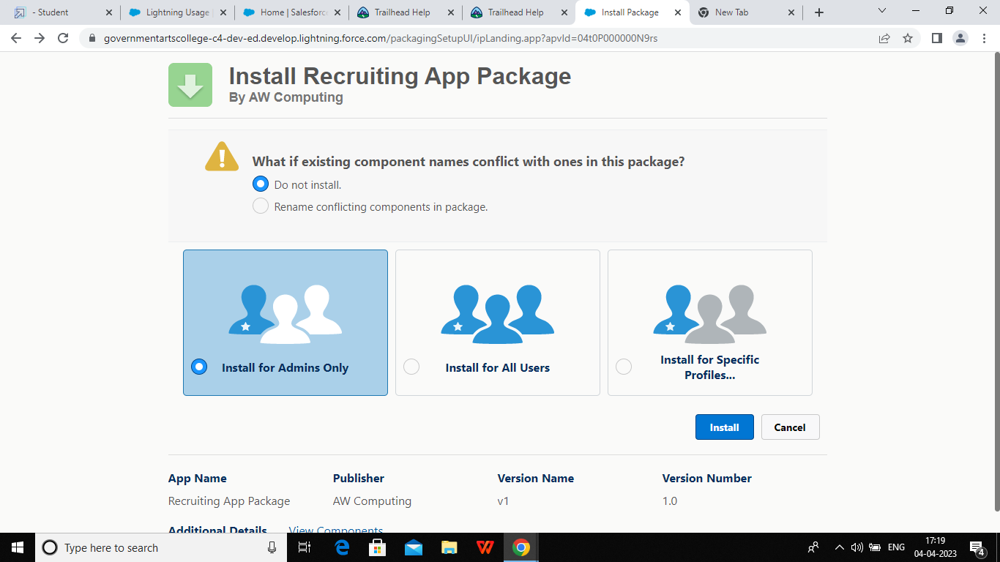 - Student
Lightning Usage
Home | Salesforc
Trailhead Help
Trailhead Help
Install Package
New Tab
governmentartscollege-c4-dev-ed.develop.lightning.force.com/packagingSetupUI/ipLanding.app?apvId=04t0P000000N9rs
Install Recruiting App Package
By AW Computing
What if existing component names conflict with ones in this package?
Do not install.
Rename conflicting components in package.
Install for Admins Only
Install for All Users
Install for Specific
Profiles...
Install
Cancel
App Name
Publisher
Version Name
Version Number
Recruiting App Package
AW Computing
v1
1.0
Additional Details
View Components
Type here to search
ENG
17:19
04-04-2023
4